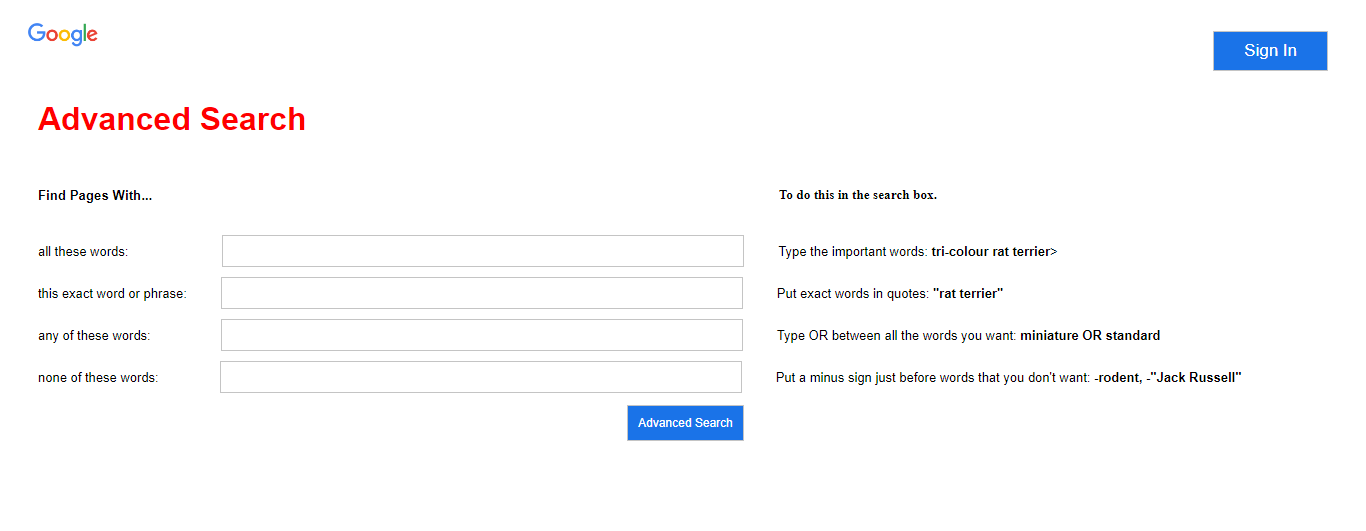 Google
Sign In
Advanced Search
Find Pages With...
To do this in the search box.
all these words:
Type the important words: tri-colour rat terrier>
this exact word or phrase:
Put exact words in quotes: "rat terrier"
any of these words:
Type OR between all the words you want: miniature OR standard
none of these words:
Put a minus sign just before words that you don't want: -rodent, -"Jack Russell"
Advanced Search